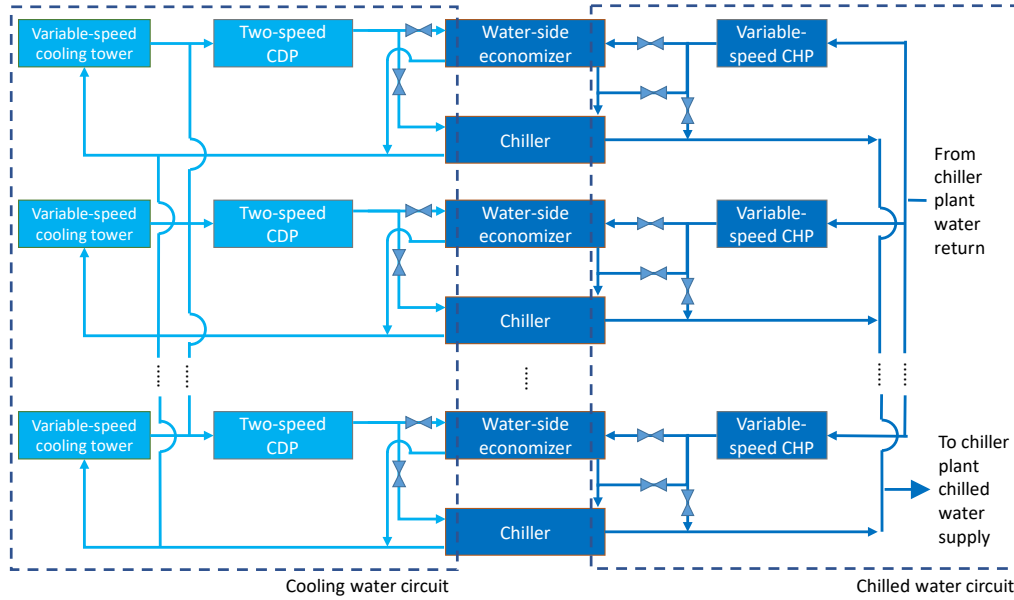 Variable-speed
cooling tower
Two-speed
CDP
Water-side
economizer
Variable-
speed CHP
Chiller
From
chiller
plant
water
return
Variable-speed
cooling tower
Two-speed
CDP
Water-side
economizer
Variable-
speed CHP
Chiller
......
......
......
......
......
Variable-speed
cooling tower
Two-speed
CDP
Water-side
economizer
Variable-
speed CHP
Chiller
To chiller
plant
chilled
water
supply
Cooling water circuit
Chilled water circuit